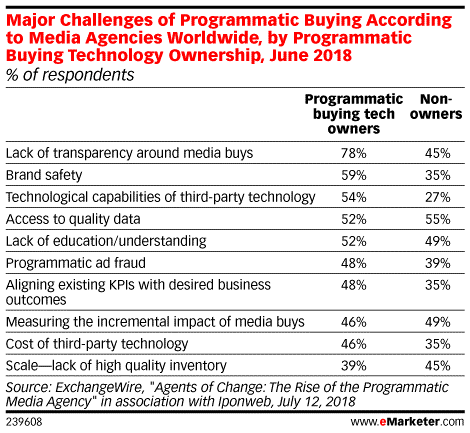 Major Challenges of Programmatic Buying According
to Media Agencies Worldwide, by Programmatic
Buying Technology Ownership, June 2018
% of respondents
Programmatic buying tech owners Non-owners
Lack of transparency around media buys 78% 45%
Brand safety 59% 35%
Technological capabilities of third-party technology 54% 27%
Access to quality data 52% 55%
Lack of education/understanding 52% 49%
Programmatic ad fraud 48% 39%
Aligning existing KPIs with desired business
outcomes 48% 35%
Measuring the incremental impact of media buys 46% 49%
Cost of third-party technology 46% 35%
Scale—lack of high quality inventory 39% 45%
Source: ExchangeWire, "Agents of Change: The Rise of the Programmatic
Media Agency" in association with Iponweb, July 12, 2018
239608 www.eMarketer.com